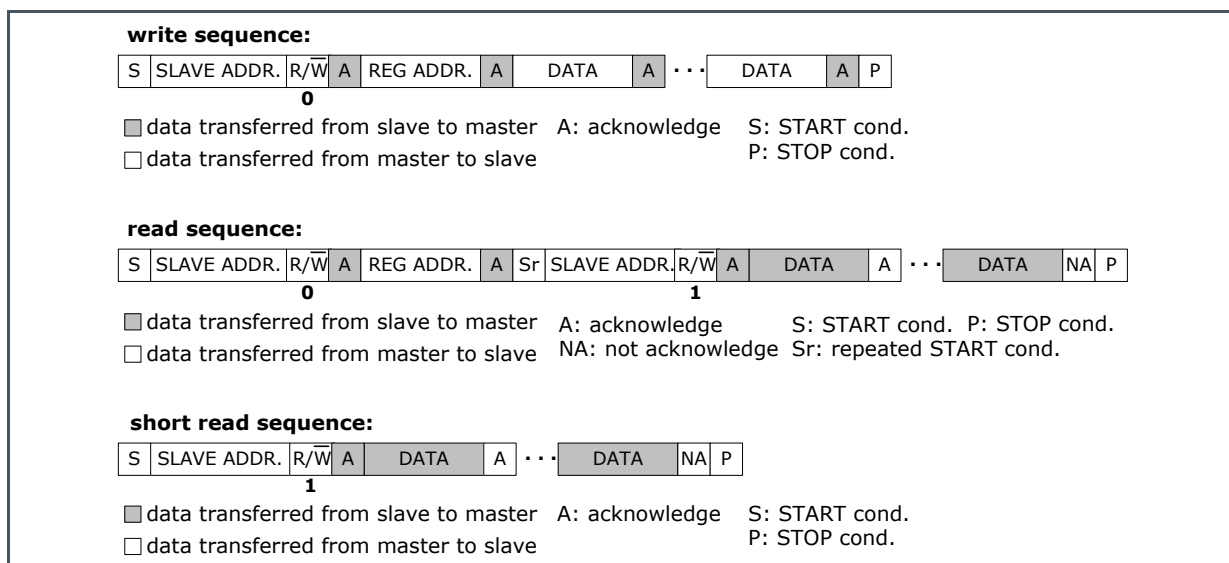 write sequence:
S SLAVE ADDR. R/W̅ A REG ADDR. A DATA A ··· DATA A P
0
data transferred from slave to master A: acknowledge S: START cond.
data transferred from master to slave P: STOP cond.
read sequence:
S SLAVE ADDR. R/W̅ A REG ADDR. A Sr SLAVE ADDR. R/W̅ A DATA A ··· DATA NA P
0 1
data transferred from slave to master A: acknowledge S: START cond. P: STOP cond.
data transferred from master to slave NA: not acknowledge Sr: repeated START cond.
short read sequence:
S SLAVE ADDR. R/W̅ A DATA A ··· DATA NA P
1
data transferred from slave to master A: acknowledge S: START cond.
data transferred from master to slave P: STOP cond.